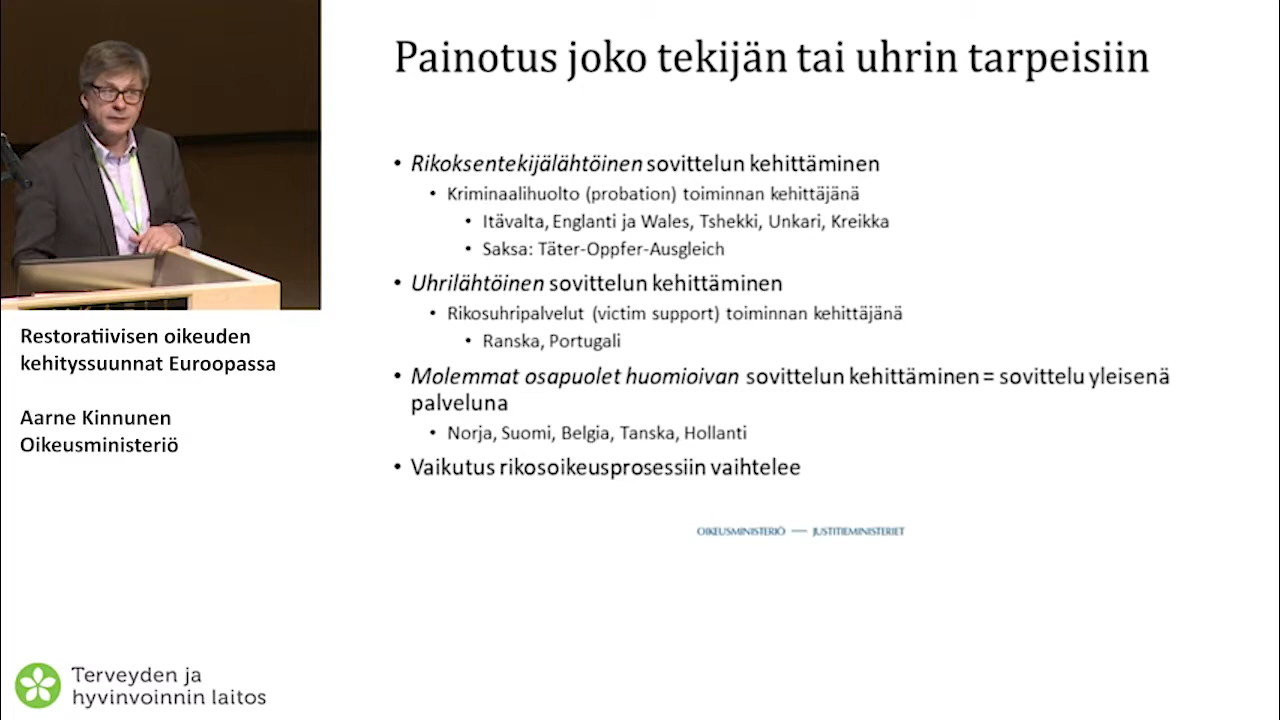 Painotus joko tekijän tai uhrin tarpeisiin
• Rikoksentekijälähtöinen sovittelun kehittäminen
• Kriminaalihuolto (probation) toiminnan kehittäjänä
• Itävalta, Englanti ja Wales, Tshekki, Unkari, Kreikka
• Saksa: Täter-Oppfer-Ausgleich
• Uhrilähtöinen sovittelun kehittäminen
• Rikosuhripalvelut (victim support) toiminnan kehittäjänä
• Ranska, Portugali
• Molemmat osapuolet huomioivan sovittelun kehittäminen = sovittelu yleisenä
palveluna
• Norja, Suomi, Belgia, Tanska, Hollanti
• Vaikutus rikosoikeusprosessiin vaihtelee
OIKEUSMINISTERIÖ — JUSTITIEMINISTERIET
Restoratiivisen oikeuden
kehityssuunnat Euroopassa
Aarne Kinnunen
Oikeusministeriö
Terveyden ja
hyvinvoinnin laitos